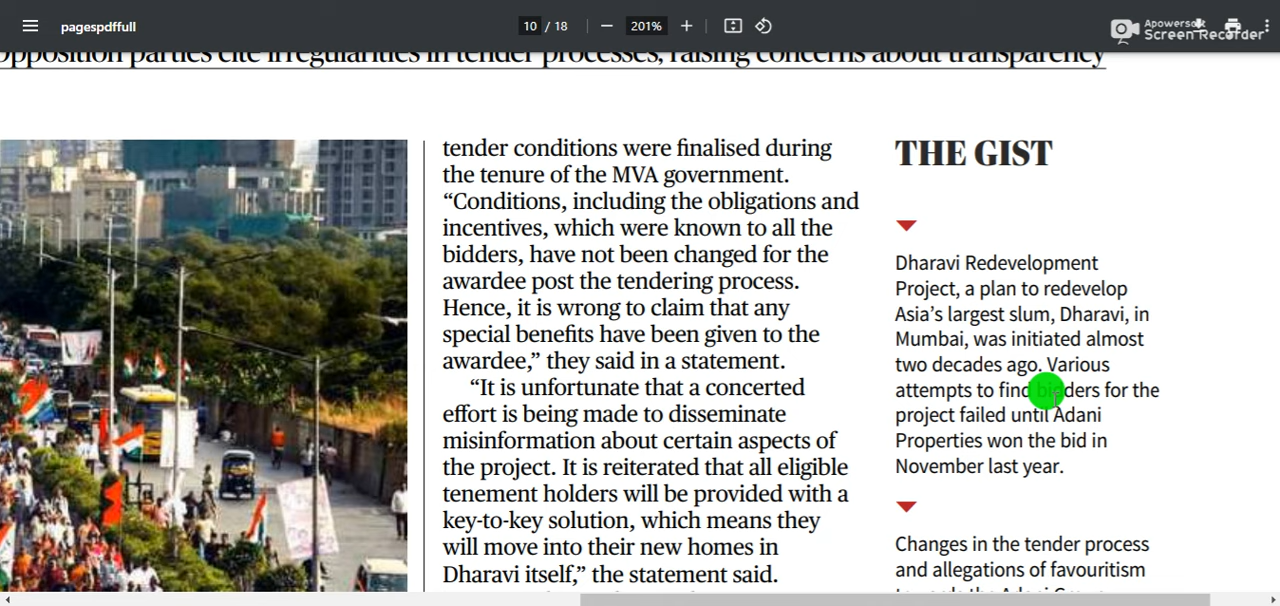 pagespdffull
10 / 18
201%
Apowersoft
Screen Recorder
opposition parties cite irregularities in tender processes, raising concerns about transparency
tender conditions were finalised during
the tenure of the MVA government.
“Conditions, including the obligations and
incentives, which were known to all the
bidders, have not been changed for the
awardee post the tendering process.
Hence, it is wrong to claim that any
special benefits have been given to the
awardee,” they said in a statement.
“It is unfortunate that a concerted
effort is being made to disseminate
misinformation about certain aspects of
the project. It is reiterated that all eligible
tenement holders will be provided with a
key-to-key solution, which means they
will move into their new homes in
Dharavi itself,” the statement said.
THE GIST
Dharavi Redevelopment
Project, a plan to redevelop
Asia’s largest slum, Dharavi, in
Mumbai, was initiated almost
two decades ago. Various
attempts to find bidders for the
project failed until Adani
Properties won the bid in
November last year.
Changes in the tender process
and allegations of favouritism
towards the Adani Group